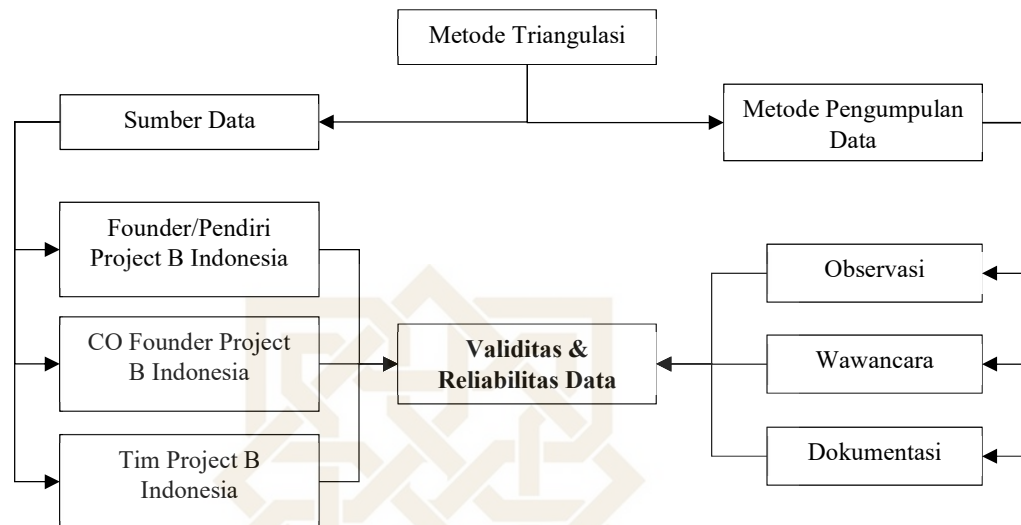 Metode Triangulasi
Sumber Data
Metode Pengumpulan
Data
Founder/Pendiri
Project B Indonesia
Observasi
CO Founder Project
B Indonesia
Validitas &
Reliabilitas Data
Wawancara
Tim Project B
Indonesia
Dokumentasi